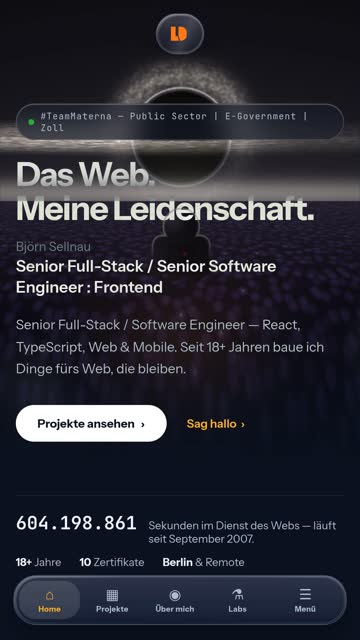 #TeamMaterna — Public Sector | E-Government |
Zoll
Das Web.
Meine Leidenschaft.
Björn Sellnau
Senior Full-Stack / Senior Software
Engineer : Frontend
Senior Full-Stack / Software Engineer — React,
TypeScript, Web & Mobile. Seit 18+ Jahren baue ich
Dinge fürs Web, die bleiben.
Projekte ansehen ›
Sag hallo ›
604.198.861 Sekunden im Dienst des Webs — läuft
seit September 2007.
18+ Jahre 10 Zertifikate Berlin & Remote
Home Projekte Über mich Labs Menü